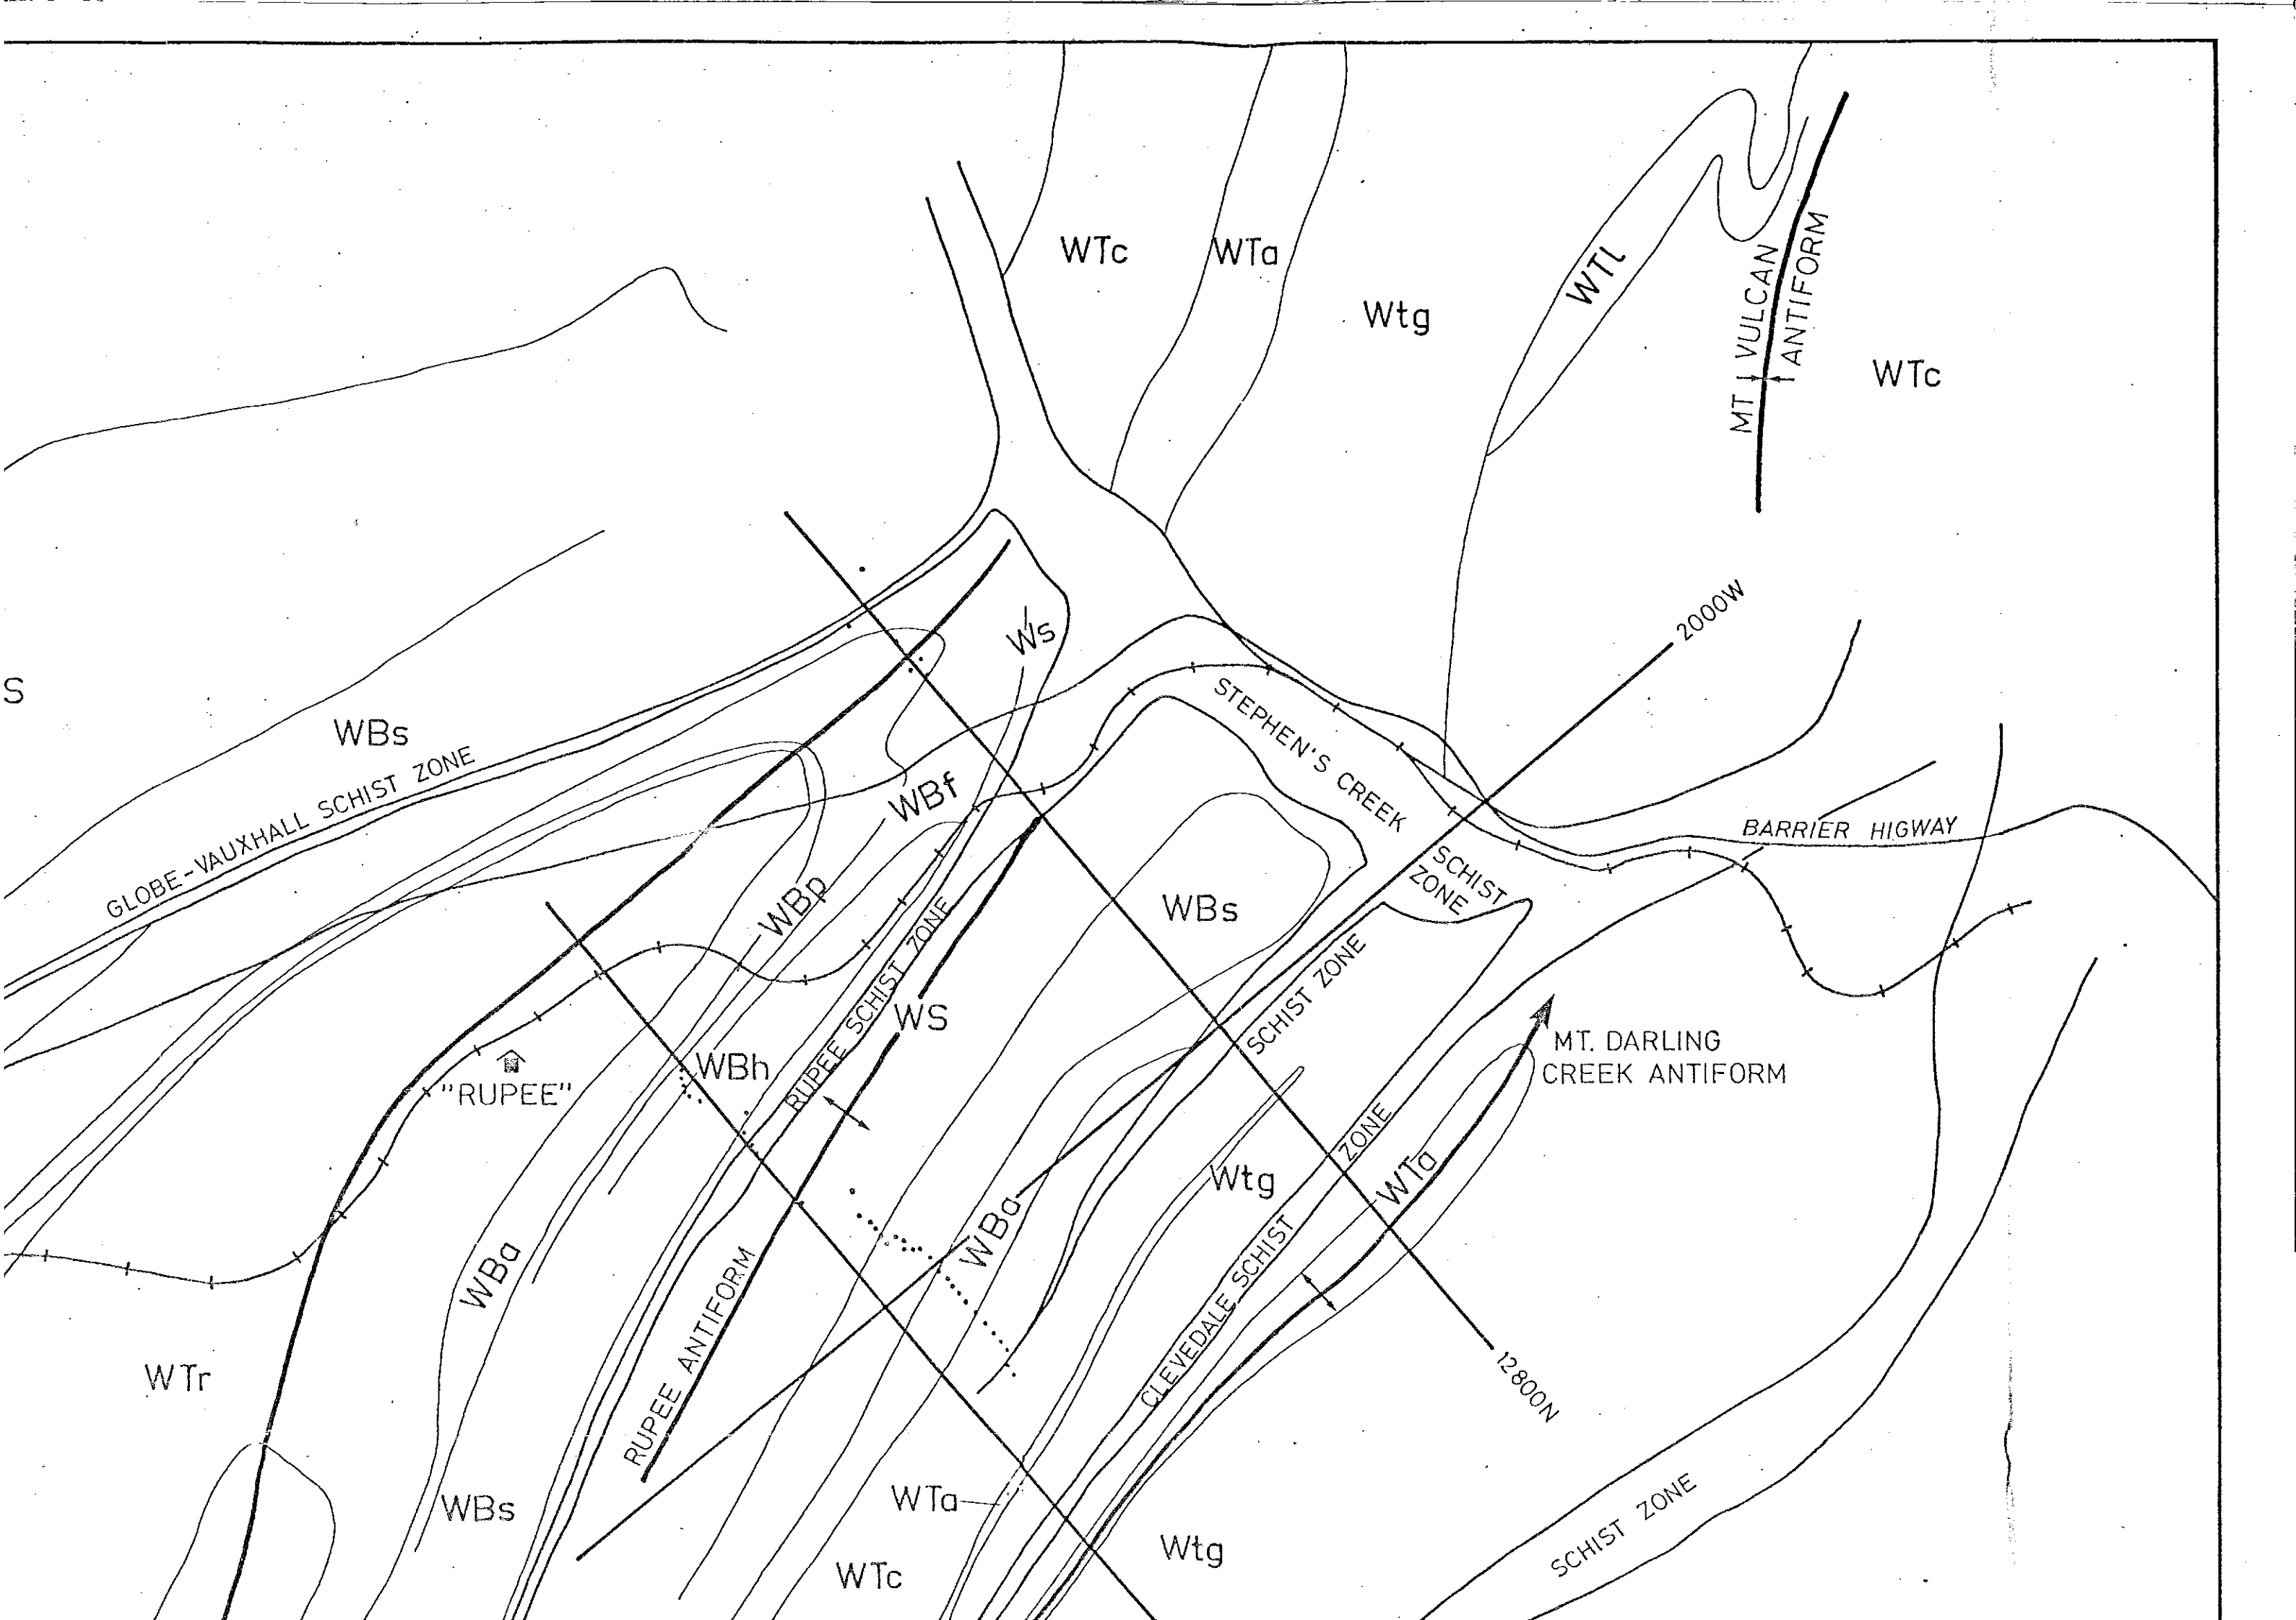 WTc
WTa
Wtg
WTl
MT VULCAN
ANTIFORM
WTc
2000W
Ws
S
WBs
STEPHEN'S CREEK
SCHIST
ZONE
BARRIER HIGWAY
GLOBE-VAUXHALL SCHIST ZONE
WBf
WBp
WBs
RUPEE SCHIST ZONE
WS
SCHIST ZONE
MT. DARLING
CREEK ANTIFORM
"RUPEE"
WBh
Wtg
WTa
CLEVEDALE SCHIST ZONE
WBa
WBa
RUPEE ANTIFORM
WTr
12800N
WBs
WTa
WTc
Wtg
SCHIST ZONE